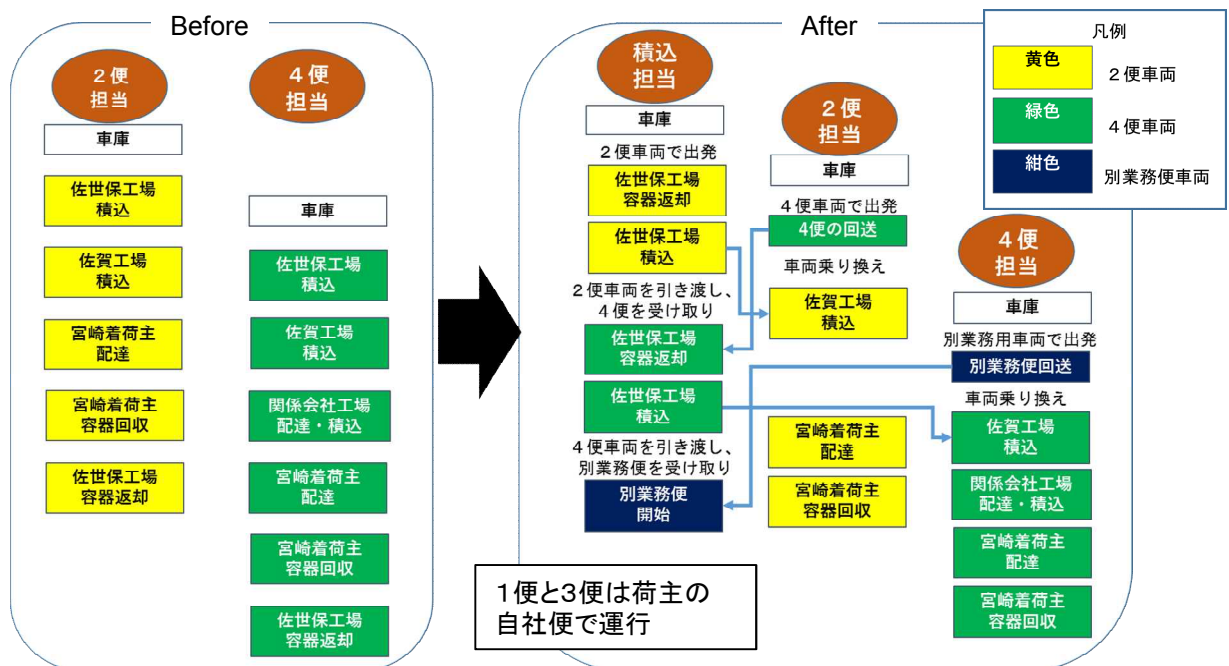 Before
2便
担当
車庫
佐世保工場
積込
佐賀工場
積込
宮崎着荷主
配達
宮崎着荷主
容器回収
佐世保工場
容器返却
4便
担当
車庫
佐世保工場
積込
佐賀工場
積込
関係会社工場
配達・積込
宮崎着荷主
配達
宮崎着荷主
容器回収
佐世保工場
容器返却
After
積込
担当
車庫
2便車両で出発
佐世保工場
容器返却
佐世保工場
積込
2便車両を引き渡し、
4便を受け取り
佐世保工場
容器返却
佐世保工場
積込
4便車両を引き渡し、
別業務便を受け取り
別業務便
開始
2便
担当
車庫
4便車両で出発
4便の回送
車両乗り換え
佐賀工場
積込
宮崎着荷主
配達
宮崎着荷主
容器回収
4便
担当
車庫
別業務用車両で出発
別業務便回送
車両乗り換え
佐賀工場
積込
関係会社工場
配達・積込
宮崎着荷主
配達
宮崎着荷主
容器回収
凡例
黄色
2便車両
緑色
4便車両
紺色
別業務便車両
1便と3便は荷主の
自社便で運行